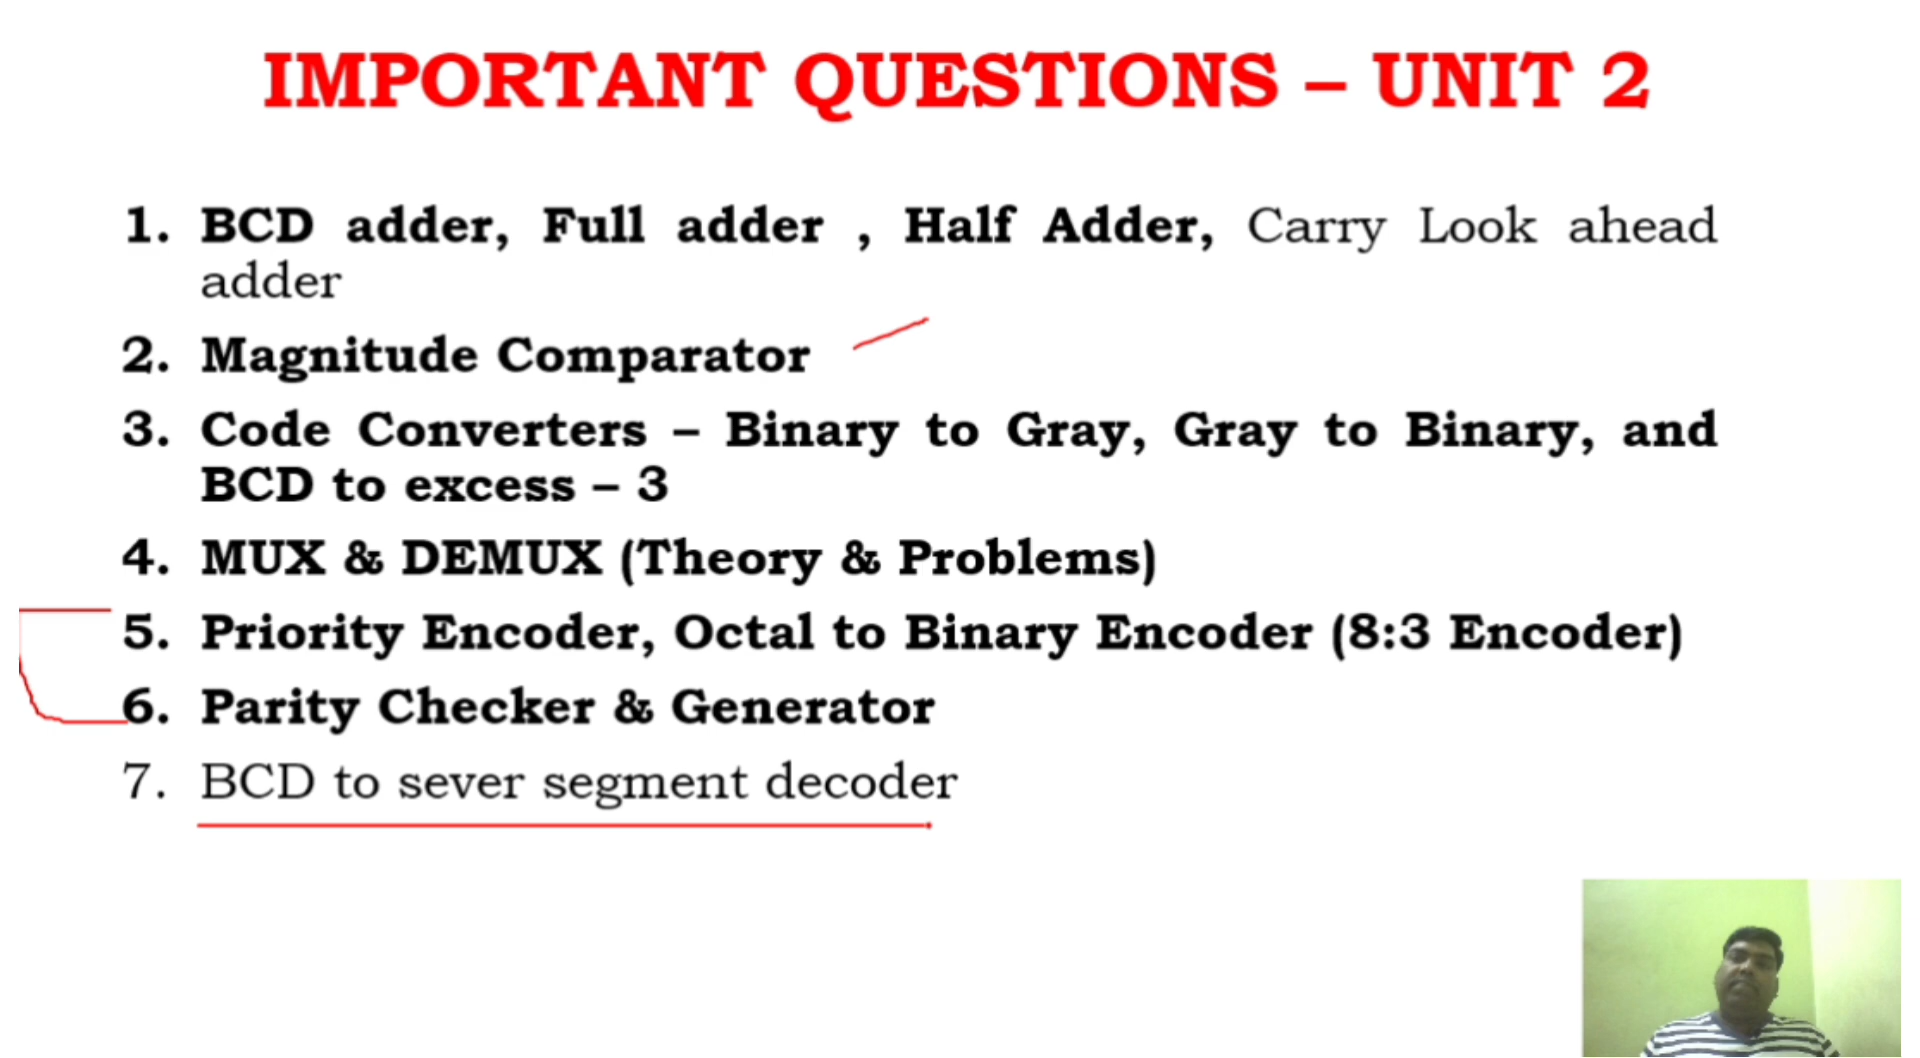 IMPORTANT QUESTIONS – UNIT 2
1. BCD adder, Full adder , Half Adder, Carry Look ahead
adder
2. Magnitude Comparator
3. Code Converters – Binary to Gray, Gray to Binary, and
BCD to excess – 3
4. MUX & DEMUX (Theory & Problems)
5. Priority Encoder, Octal to Binary Encoder (8:3 Encoder)
6. Parity Checker & Generator
7. BCD to sever segment decoder